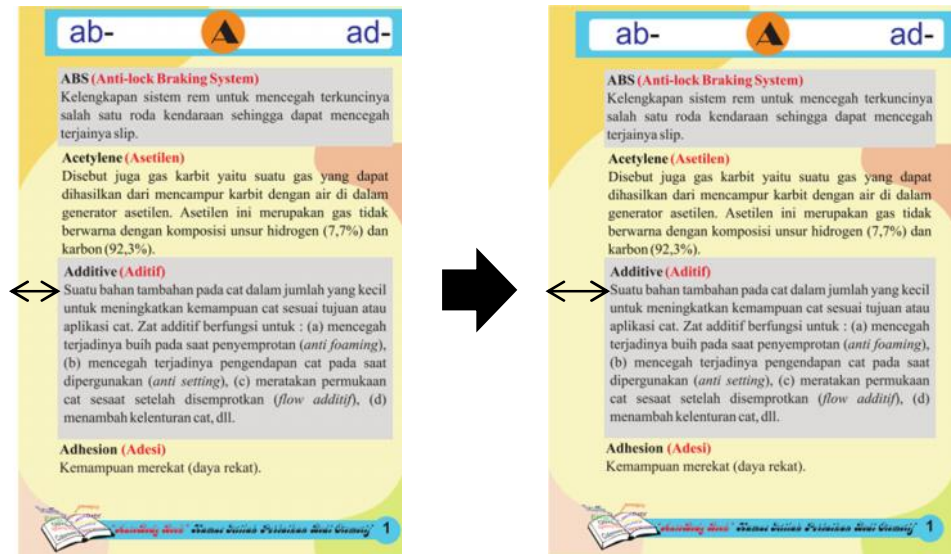 ab-
A
ad-
ABS (Anti-lock Braking System)
Kelengkapan sistem rem untuk mencegah terkuncinya
salah satu roda kendaraan sehingga dapat mencegah
terjainya slip.
Acetylene (Asetilen)
Disebut juga gas karbit yaitu suatu gas yang dapat
dihasilkan dari mencampur karbit dengan air di dalam
generator asetilen. Asetilen ini merupakan gas tidak
berwarna dengan komposisi unsur hidrogen (7,7%) dan
karbon (92,3%).
Additive (Aditif)
Suatu bahan tambahan pada cat dalam jumlah yang kecil
untuk meningkatkan kemampuan cat sesuai tujuan atau
aplikasi cat. Zat additif berfungsi untuk : (a) mencegah
terjadinya buih pada saat penyemprotan (anti foaming),
(b) mencegah terjadinya pengendapan cat pada saat
dipergunakan (anti setting), (c) meratakan permukaan
cat sesaat setelah disemprotkan (flow additif), (d)
menambah kelenturan cat, dll.
Adhesion (Adesi)
Kemampuan merekat (daya rekat).
Kamus Istilah Perbaikan Bodi Otomotif 1
ab-
A
ad-
ABS (Anti-lock Braking System)
Kelengkapan sistem rem untuk mencegah terkuncinya
salah satu roda kendaraan sehingga dapat mencegah
terjainya slip.
Acetylene (Asetilen)
Disebut juga gas karbit yaitu suatu gas yang dapat
dihasilkan dari mencampur karbit dengan air di dalam
generator asetilen. Asetilen ini merupakan gas tidak
berwarna dengan komposisi unsur hidrogen (7,7%) dan
karbon (92,3%).
Additive (Aditif)
Suatu bahan tambahan pada cat dalam jumlah yang kecil
untuk meningkatkan kemampuan cat sesuai tujuan atau
aplikasi cat. Zat additif berfungsi untuk : (a) mencegah
terjadinya buih pada saat penyemprotan (anti foaming),
(b) mencegah terjadinya pengendapan cat pada saat
dipergunakan (anti setting), (c) meratakan permukaan
cat sesaat setelah disemprotkan (flow additif), (d)
menambah kelenturan cat, dll.
Adhesion (Adesi)
Kemampuan merekat (daya rekat).
Kamus Istilah Perbaikan Bodi Otomotif 1